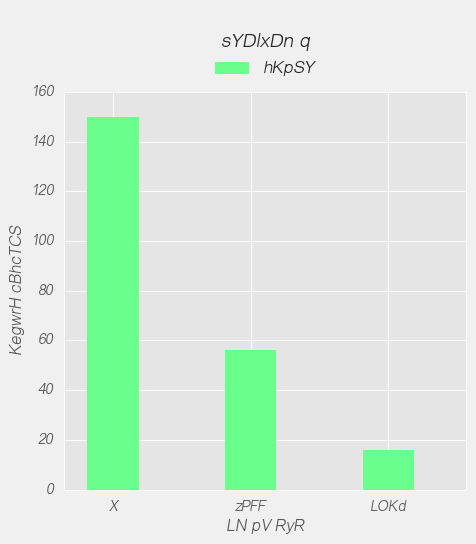 sYDlxDn q
hKpSY
160
140
120
100
80
60
40
20
0
KegwrH cBhcTCS
X
zPFF
LOKd
LN pV RyR